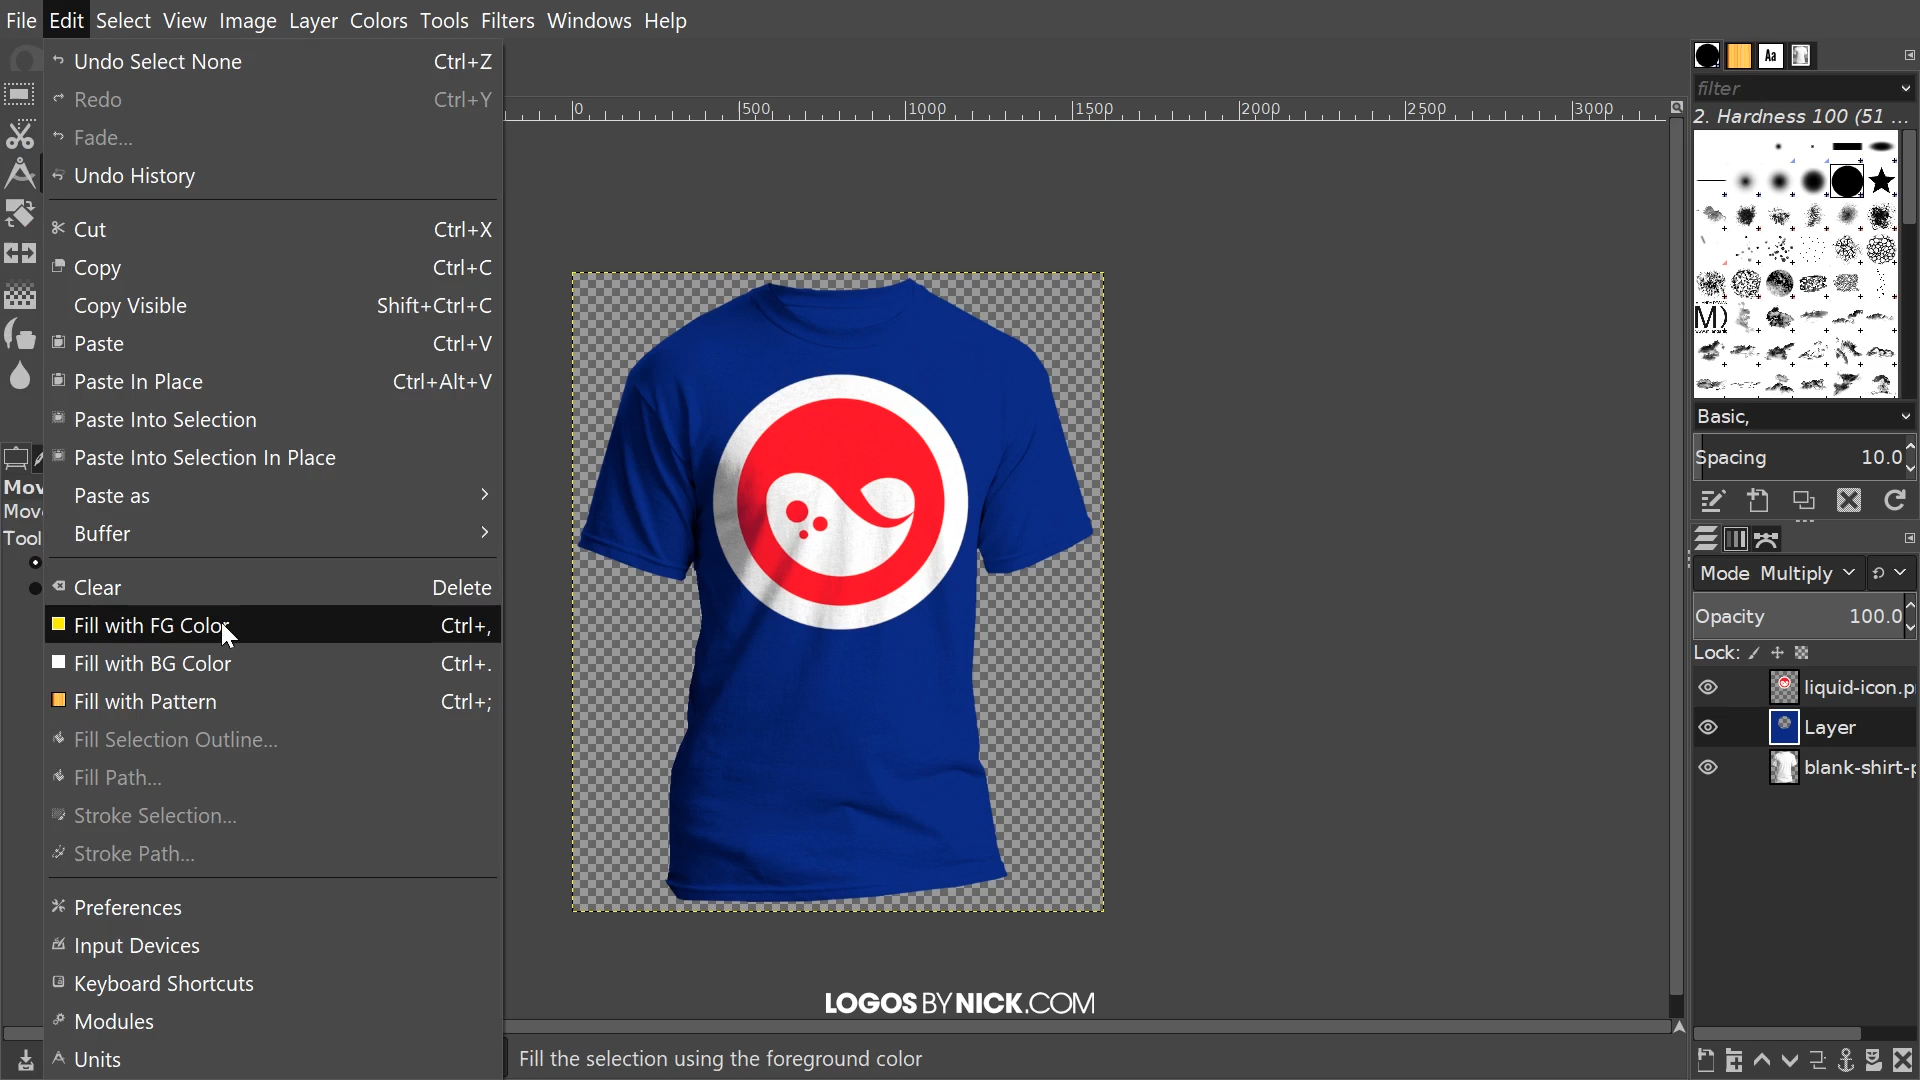 File Edit Select View Image Layer Colors Tools Filters Windows Help
Undo Select None Ctrl+Z
Redo Ctrl+Y
Fade...
Undo History
Cut Ctrl+X
Copy Ctrl+C
Copy Visible Shift+Ctrl+C
Paste Ctrl+V
Paste In Place Ctrl+Alt+V
Paste Into Selection
Paste Into Selection In Place
Paste as
Buffer
Clear Delete
Fill with FG Color Ctrl+,
Fill with BG Color Ctrl+.
Fill with Pattern Ctrl+;
Fill Selection Outline...
Fill Path...
Stroke Selection...
Stroke Path...
Preferences
Input Devices
Keyboard Shortcuts
Modules
Units
Mov
Mov
Tool
0 500 1000 1500 2000 2500 3000
LOGOSBYNICK.COM
Fill the selection using the foreground color
Aa
filter
2. Hardness 100 (51 ...
M)
Basic,
Spacing 10.0
Mode Multiply
Opacity 100.0
Lock:
liquid-icon.p
Layer
blank-shirt-p